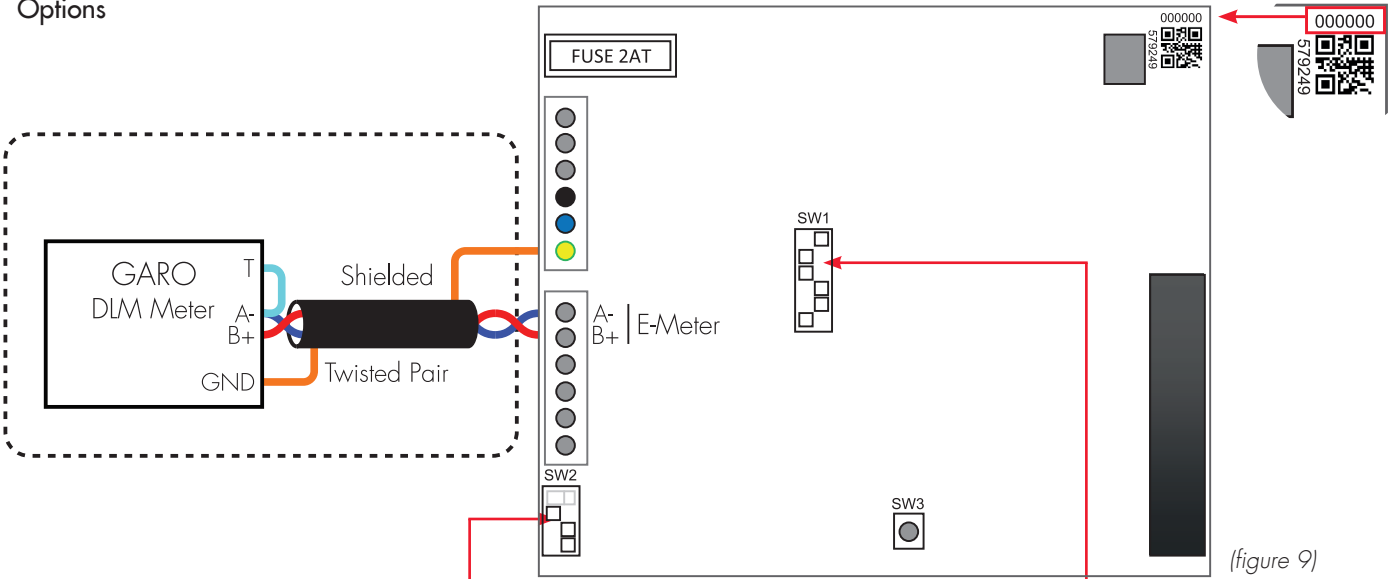 Options
FUSE 2AT
000000
579249
000000
579249
SW1
GARO
DLM Meter
T
A-
B+
GND
Shielded
Twisted Pair
A-
B+
E-Meter
SW2
SW3
(figure 9)